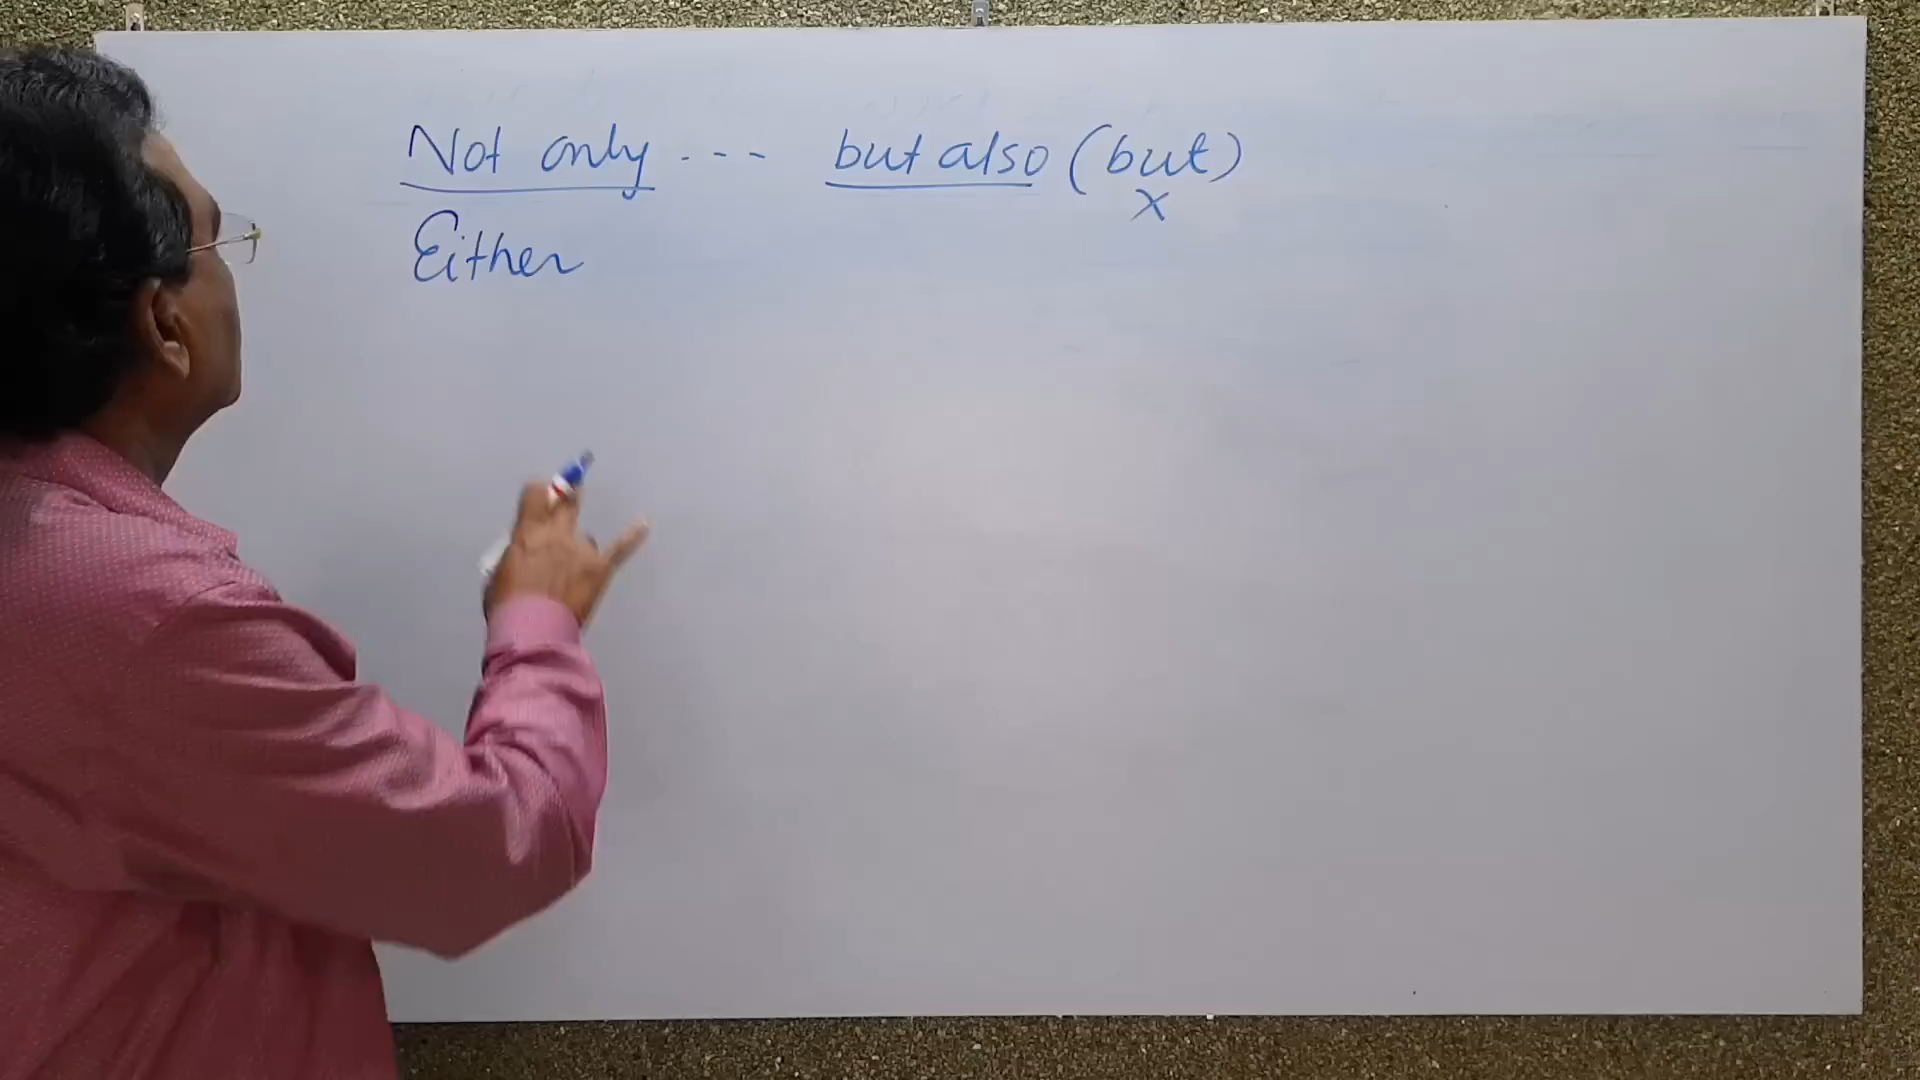 Not only --- but also (but)
x
Either